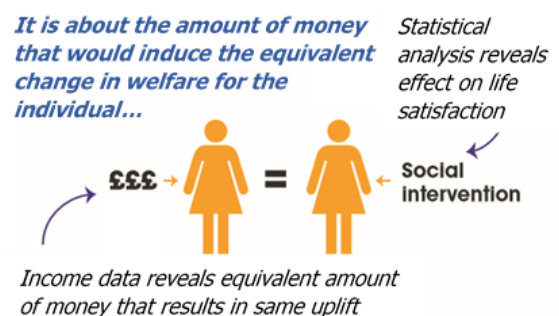 It is about the amount of money
that would induce the equivalent
change in welfare for the
individual...
Statistical
analysis reveals
effect on life
satisfaction
£££
=
Social
intervention
Income data reveals equivalent amount
of money that results in same uplift